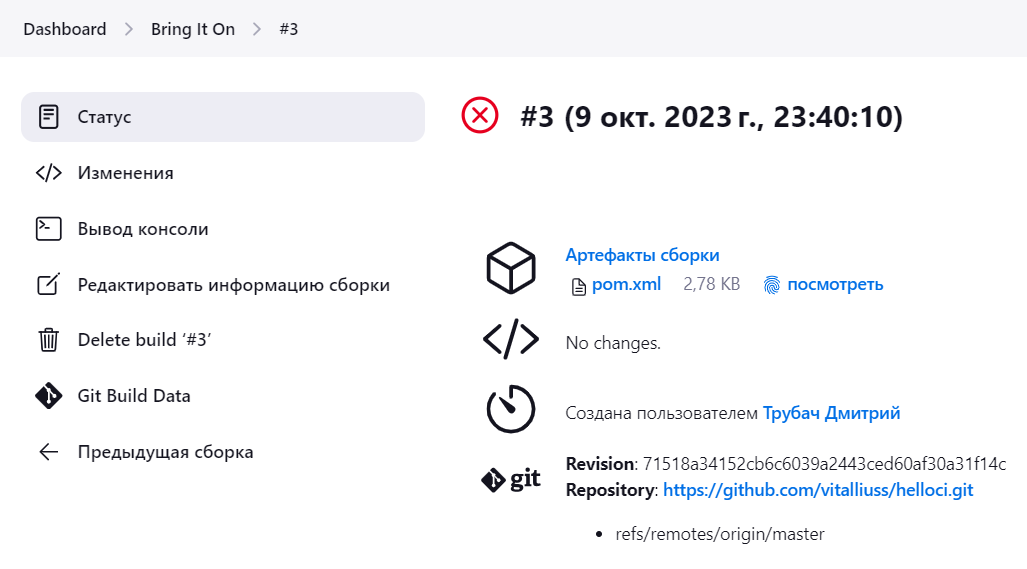 Dashboard > Bring It On > #3
Статус
Изменения
Вывод консоли
Редактировать информацию сборки
Delete build ‘#3’
Git Build Data
Предыдущая сборка
#3 (9 окт. 2023 г., 23:40:10)
Артефакты сборки
pom.xml 2,78 KB посмотреть
No changes.
Создана пользователем Трубач Дмитрий
git
Revision: 71518a34152cb6c6039a2443ced60af30a31f14c
Repository: https://github.com/vitalliuss/helloci.git
• refs/remotes/origin/master